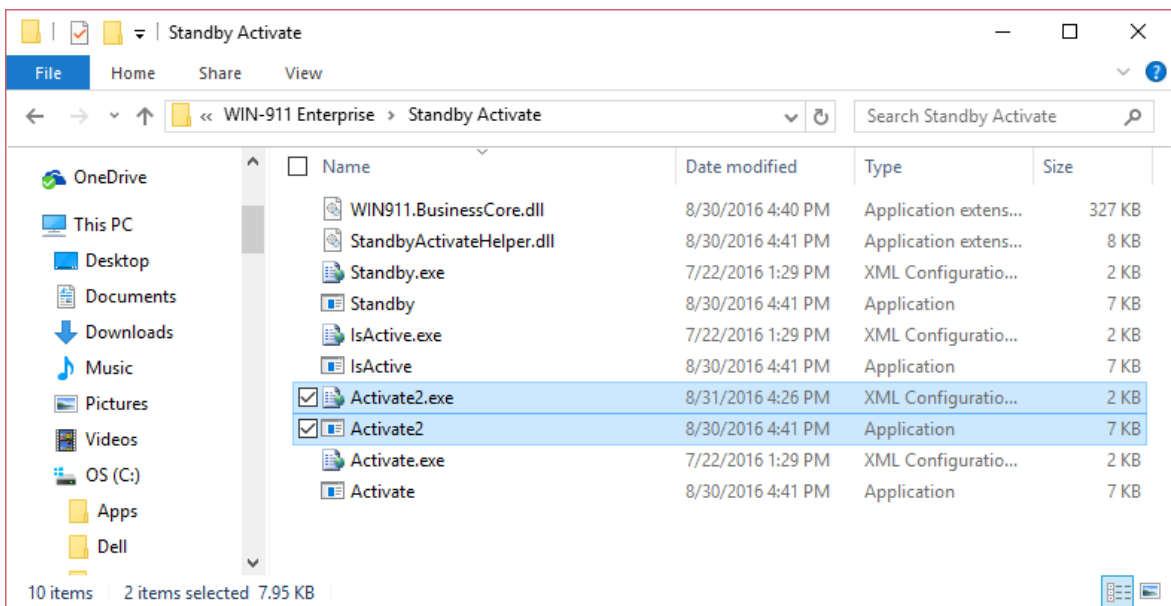 Standby Activate
File Home Share View
« WIN-911 Enterprise › Standby Activate Search Standby Activate
OneDrive
This PC
Desktop
Documents
Downloads
Music
Pictures
Videos
OS (C:)
Apps
Dell
Name Date modified Type Size
WIN911.BusinessCore.dll 8/30/2016 4:40 PM Application extens... 327 KB
StandbyActivateHelper.dll 8/30/2016 4:41 PM Application extens... 8 KB
Standby.exe 7/22/2016 1:29 PM XML Configuratio... 2 KB
Standby 8/30/2016 4:41 PM Application 7 KB
IsActive.exe 7/22/2016 1:29 PM XML Configuratio... 2 KB
IsActive 8/30/2016 4:41 PM Application 7 KB
Activate2.exe 8/31/2016 4:26 PM XML Configuratio... 2 KB
Activate2 8/30/2016 4:41 PM Application 7 KB
Activate.exe 7/22/2016 1:29 PM XML Configuratio... 2 KB
Activate 8/30/2016 4:41 PM Application 7 KB
10 items 2 items selected 7.95 KB